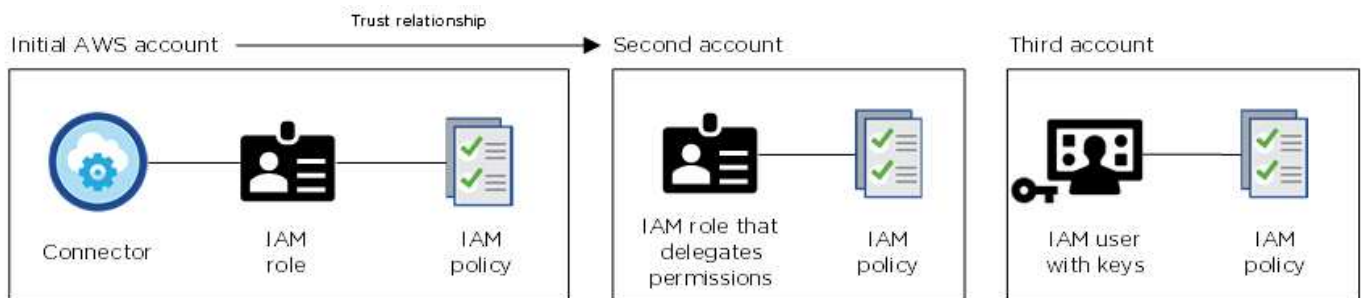 Trust relationship
Initial AWS account
Second account
Third account
Connector
IAM
role
IAM
policy
IAM role that
delegates
permissions
IAM
policy
IAM user
with keys
IAM
policy